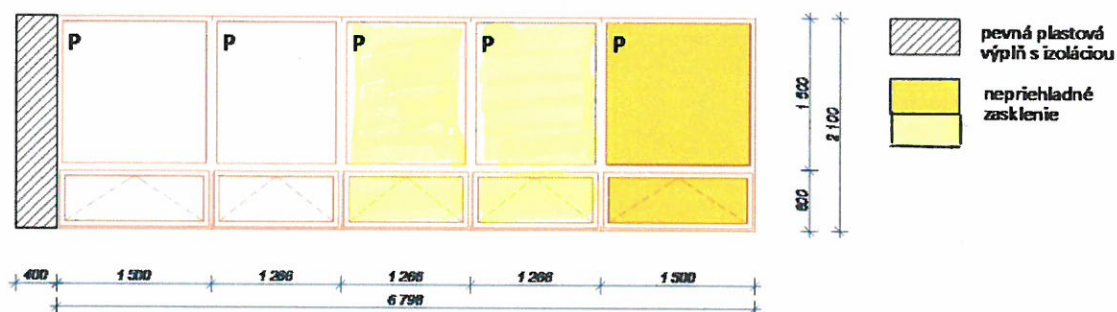 P P P P P
pevná plastová
výplň s izoláciou
nepriehladné
zasklenie
1 500
2 100
600
400 1 500 1 266 1 266 1 266 1 500
6 798